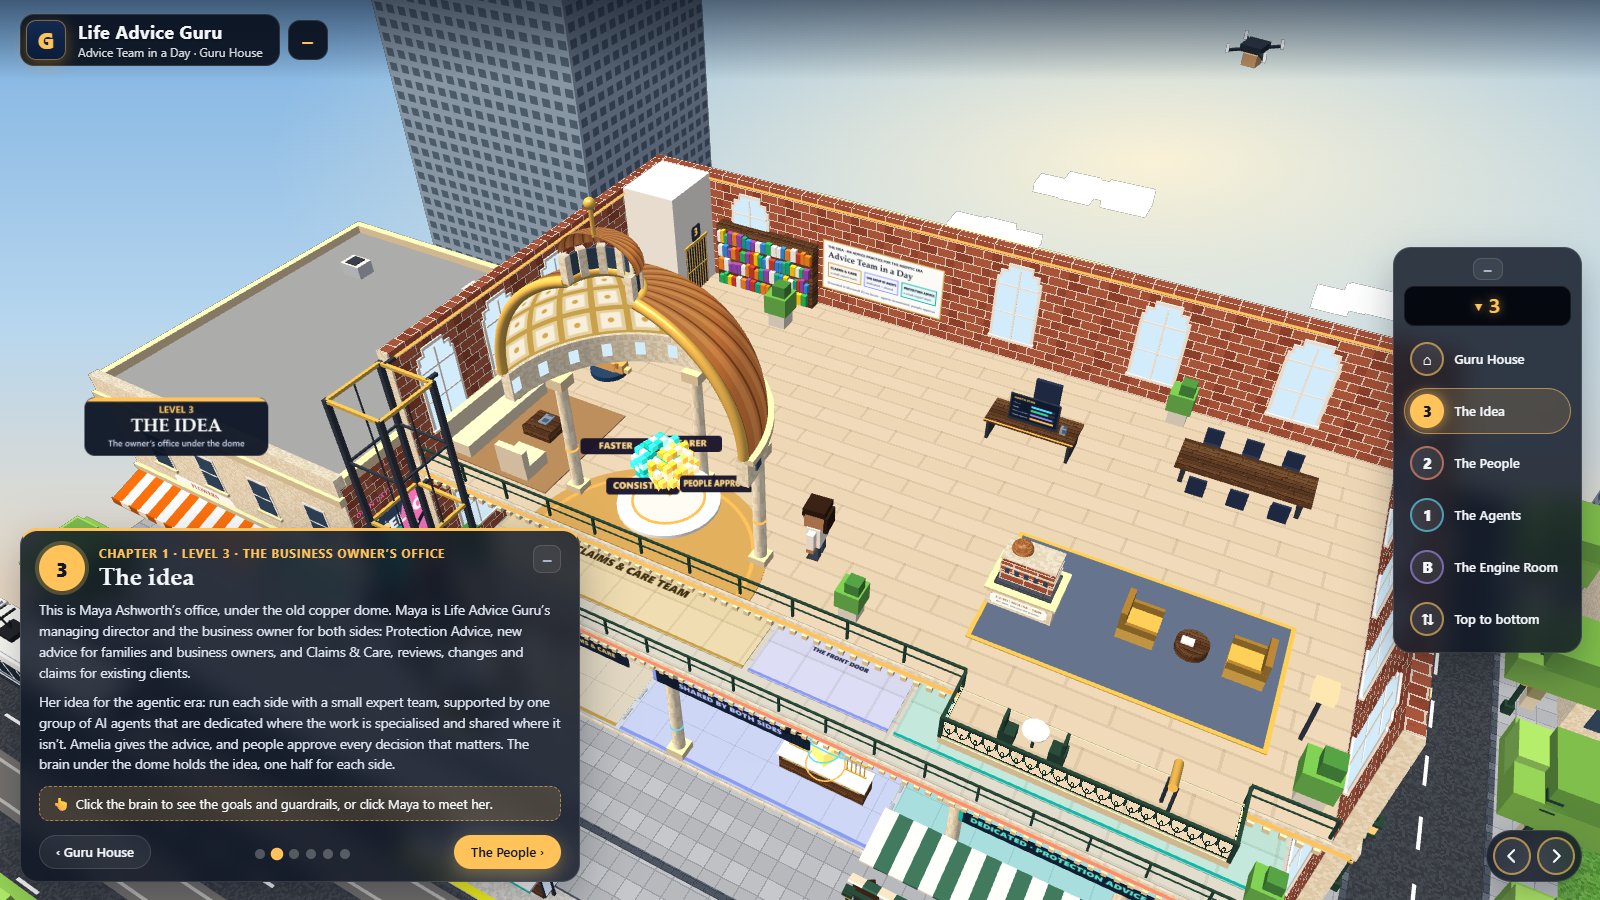 G
Life Advice Guru
Advice Team in a Day · Guru House
–
3
Advice Team in a Day
LEVEL 3
THE IDEA
The owner's office under the dome
FASTER
CONSIST
PEOPLE APPRO
CLAIMS & CARE TEAM
THE FRONT DOOR
SHARED BY BOTH SIDES
DEDICATED · PROTECTION ADVICE
3
CHAPTER 1 · LEVEL 3 · THE BUSINESS OWNER'S OFFICE
The idea
–
This is Maya Ashworth's office, under the old copper dome. Maya is Life Advice Guru's
managing director and the business owner for both sides: Protection Advice, new
advice for families and business owners, and Claims & Care, reviews, changes and
claims for existing clients.
Her idea for the agentic era: run each side with a small expert team, supported by one
group of AI agents that are dedicated where the work is specialised and shared where it
isn't. Amelia gives the advice, and people approve every decision that matters. The
brain under the dome holds the idea, one half for each side.
Click the brain to see the goals and guardrails, or click Maya to meet her.
‹ Guru House
The People ›
–
▼ 3
Guru House
3 The Idea
2 The People
1 The Agents
B The Engine Room
Top to bottom